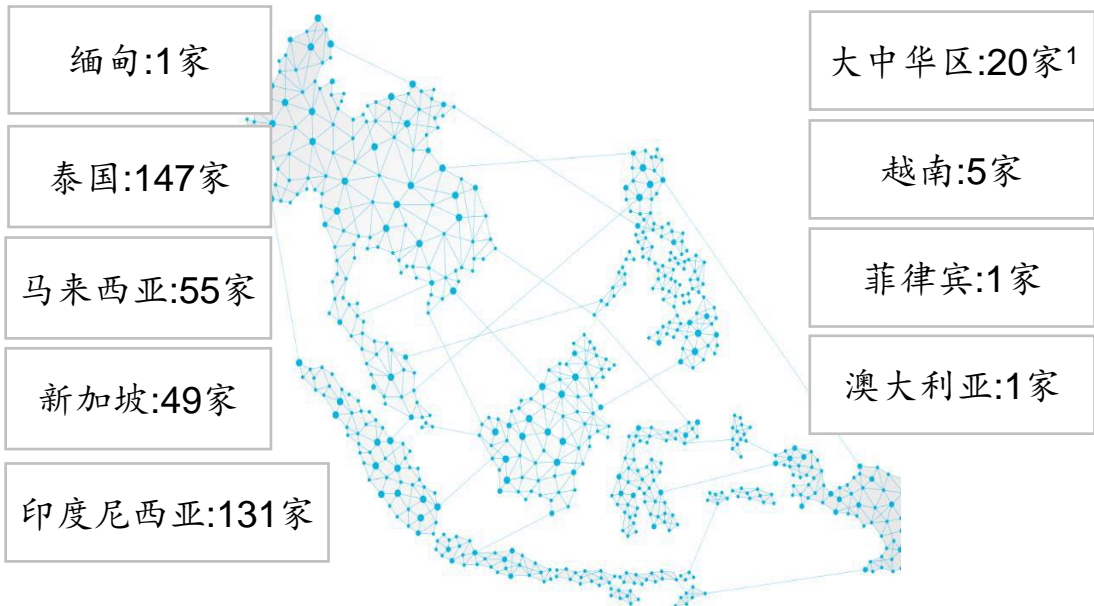 缅甸:1家
泰国:147家
马来西亚:55家
新加坡:49家
印度尼西亚:131家
大中华区:20家1
越南:5家
菲律宾:1家
澳大利亚:1家